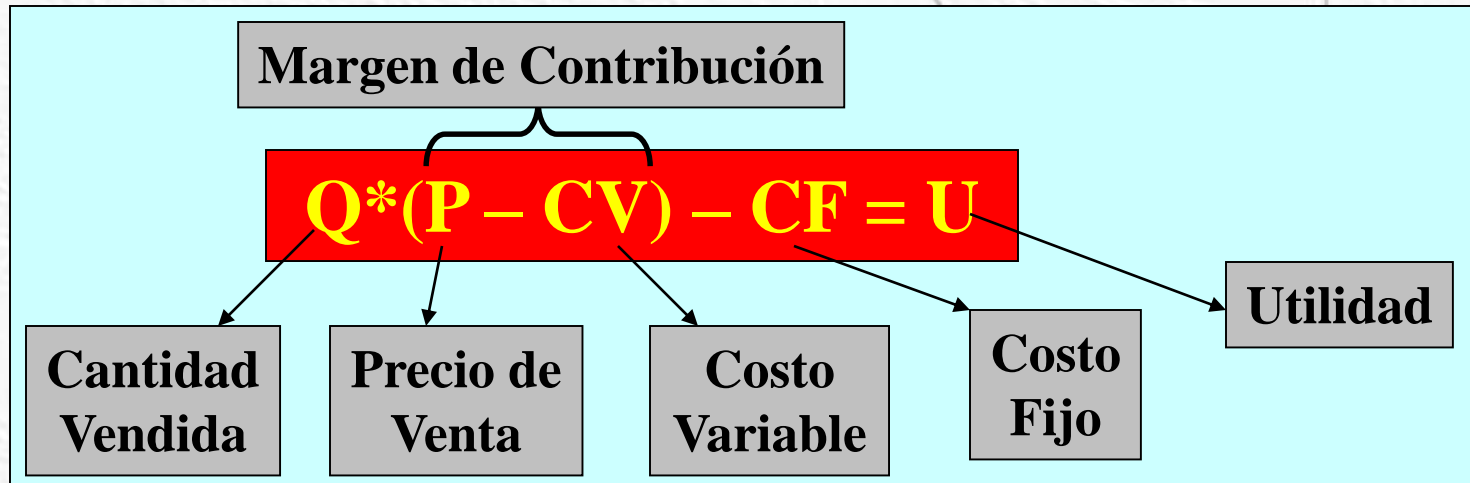 Margen de Contribución
Q*(P – CV) – CF = U
Utilidad
Cantidad
Vendida
Precio de
Venta
Costo
Variable
Costo
Fijo